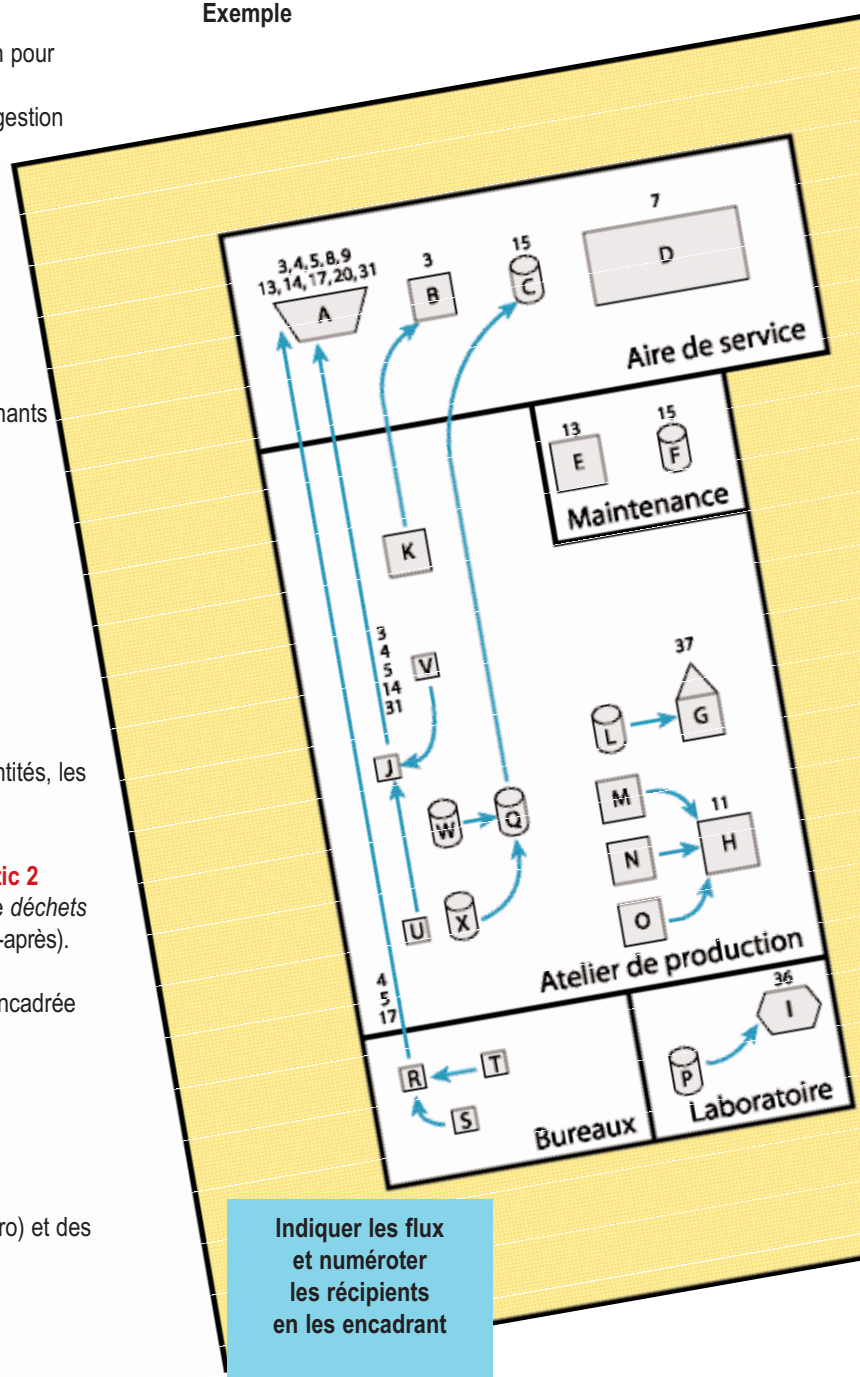 Exemple
n pour
gestion
nants
ntités, les
tic 2
e déchets
-après).
ncadrée
ro) et des
7
15
3
3,4,5,8,9
13,14,17,20,31
A
B
C
D
Aire de service
13
15
E
F
Maintenance
K
3
4
5
14
31
V
J
37
L
G
W
Q
M
11
N
H
U
X
O
Atelier de production
4
5
17
36
I
R
T
P
S
Bureaux
Laboratoire
Indiquer les flux
et numéroter
les récipients
en les encadrant